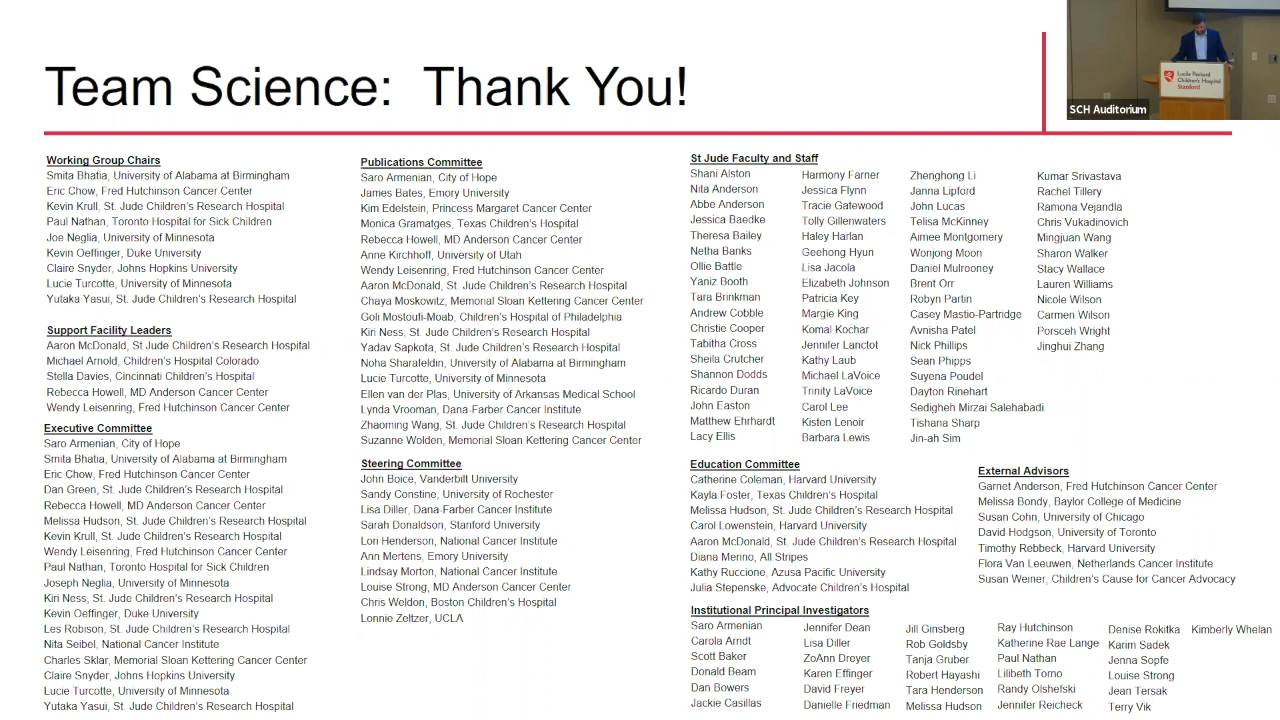 Team Science: Thank You!
Lucile Packard
Children's Hospital
Stanford
SCH Auditorium
Working Group Chairs
Smita Bhatia, University of Alabama at Birmingham
Eric Chow, Fred Hutchinson Cancer Center
Kevin Krull, St. Jude Children's Research Hospital
Paul Nathan, Toronto Hospital for Sick Children
Joe Neglia, University of Minnesota
Kevin Oeffinger, Duke University
Claire Snyder, Johns Hopkins University
Lucie Turcotte, University of Minnesota
Yutaka Yasui, St. Jude Children's Research Hospital
Support Facility Leaders
Aaron McDonald, St Jude Children's Research Hospital
Michael Arnold, Children's Hospital Colorado
Stella Davies, Cincinnati Children's Hospital
Rebecca Howell, MD Anderson Cancer Center
Wendy Leisenring, Fred Hutchinson Cancer Center
Executive Committee
Saro Armenian, City of Hope
Smita Bhatia, University of Alabama at Birmingham
Eric Chow, Fred Hutchinson Cancer Center
Dan Green, St. Jude Children's Research Hospital
Rebecca Howell, MD Anderson Cancer Center
Melissa Hudson, St. Jude Children's Research Hospital
Kevin Krull, St. Jude Children's Research Hospital
Wendy Leisenring, Fred Hutchinson Cancer Center
Paul Nathan, Toronto Hospital for Sick Children
Joseph Neglia, University of Minnesota
Kiri Ness, St. Jude Children's Research Hospital
Kevin Oeffinger, Duke University
Les Robison, St. Jude Children's Research Hospital
Nita Seibel, National Cancer Institute
Charles Sklar, Memorial Sloan Kettering Cancer Center
Claire Snyder, Johns Hopkins University
Lucie Turcotte, University of Minnesota
Yutaka Yasui, St. Jude Children's Research Hospital
Publications Committee
Saro Armenian, City of Hope
James Bates, Emory University
Kim Edelstein, Princess Margaret Cancer Center
Monica Gramatges, Texas Children's Hospital
Rebecca Howell, MD Anderson Cancer Center
Anne Kirchhoff, University of Utah
Wendy Leisenring, Fred Hutchinson Cancer Center
Aaron McDonald, St. Jude Children's Research Hospital
Chaya Moskowitz, Memorial Sloan Kettering Cancer Center
Goli Mostoufi-Moab, Children's Hospital of Philadelphia
Kiri Ness, St. Jude Children's Research Hospital
Yadav Sapkota, St. Jude Children's Research Hospital
Noha Sharafeldin, University of Alabama at Birmingham
Lucie Turcotte, University of Minnesota
Ellen van der Plas, University of Arkansas Medical School
Lynda Vrooman, Dana-Farber Cancer Institute
Zhaoming Wang, St. Jude Children's Research Hospital
Suzanne Wolden, Memorial Sloan Kettering Cancer Center
Steering Committee
John Boice, Vanderbilt University
Sandy Constine, University of Rochester
Lisa Diller, Dana-Farber Cancer Institute
Sarah Donaldson, Stanford University
Lori Henderson, National Cancer Institute
Ann Mertens, Emory University
Lindsay Morton, National Cancer Institute
Louise Strong, MD Anderson Cancer Center
Chris Weldon, Boston Children's Hospital
Lonnie Zeltzer, UCLA
St Jude Faculty and Staff
Shani Alston
Nita Anderson
Abbe Anderson
Jessica Baedke
Theresa Bailey
Netha Banks
Ollie Battle
Yaniz Booth
Tara Brinkman
Andrew Cobble
Christie Cooper
Tabitha Cross
Sheila Crutcher
Shannon Dodds
Ricardo Duran
John Easton
Matthew Ehrhardt
Lacy Ellis
Harmony Farner
Jessica Flynn
Tracie Gatewood
Tolly Gillenwaters
Haley Harlan
Geehong Hyun
Lisa Jacola
Elizabeth Johnson
Patricia Key
Margie King
Komal Kochar
Jennifer Lanctot
Kathy Laub
Michael LaVoice
Trinity LaVoice
Carol Lee
Kisten Lenoir
Barbara Lewis
Zhenghong Li
Janna Lipford
John Lucas
Telisa McKinney
Aimee Montgomery
Wonjong Moon
Daniel Mulrooney
Brent Orr
Robyn Partin
Casey Mastio-Partridge
Avnisha Patel
Nick Phillips
Sean Phipps
Suyena Poudel
Dayton Rinehart
Sedigheh Mirzai Salehabadi
Tishana Sharp
Jin-ah Sim
Kumar Srivastava
Rachel Tillery
Ramona Vejandla
Chris Vukadinovich
Mingjuan Wang
Sharon Walker
Stacy Wallace
Lauren Williams
Nicole Wilson
Carmen Wilson
Porsceh Wright
Jinghui Zhang
Education Committee
Catherine Coleman, Harvard University
Kayla Foster, Texas Children's Hospital
Melissa Hudson, St. Jude Children's Research Hospital
Carol Lowenstein, Harvard University
Aaron McDonald, St. Jude Children's Research Hospital
Diana Merino, All Stripes
Kathy Ruccione, Azusa Pacific University
Julia Stepenske, Advocate Children's Hospital
External Advisors
Garnet Anderson, Fred Hutchinson Cancer Center
Melissa Bondy, Baylor College of Medicine
Susan Cohn, University of Chicago
David Hodgson, University of Toronto
Timothy Rebbeck, Harvard University
Flora Van Leeuwen, Netherlands Cancer Institute
Susan Weiner, Children's Cause for Cancer Advocacy
Institutional Principal Investigators
Saro Armenian
Carola Arndt
Scott Baker
Donald Beam
Dan Bowers
Jackie Casillas
Jennifer Dean
Lisa Diller
ZoAnn Dreyer
Karen Effinger
David Freyer
Danielle Friedman
Jill Ginsberg
Rob Goldsby
Tanja Gruber
Robert Hayashi
Tara Henderson
Melissa Hudson
Ray Hutchinson
Katherine Rae Lange
Paul Nathan
Lilibeth Torno
Randy Olshefski
Jennifer Reicheck
Denise Rokitka
Karim Sadek
Jenna Sopfe
Louise Strong
Jean Tersak
Terry Vik
Kimberly Whelan